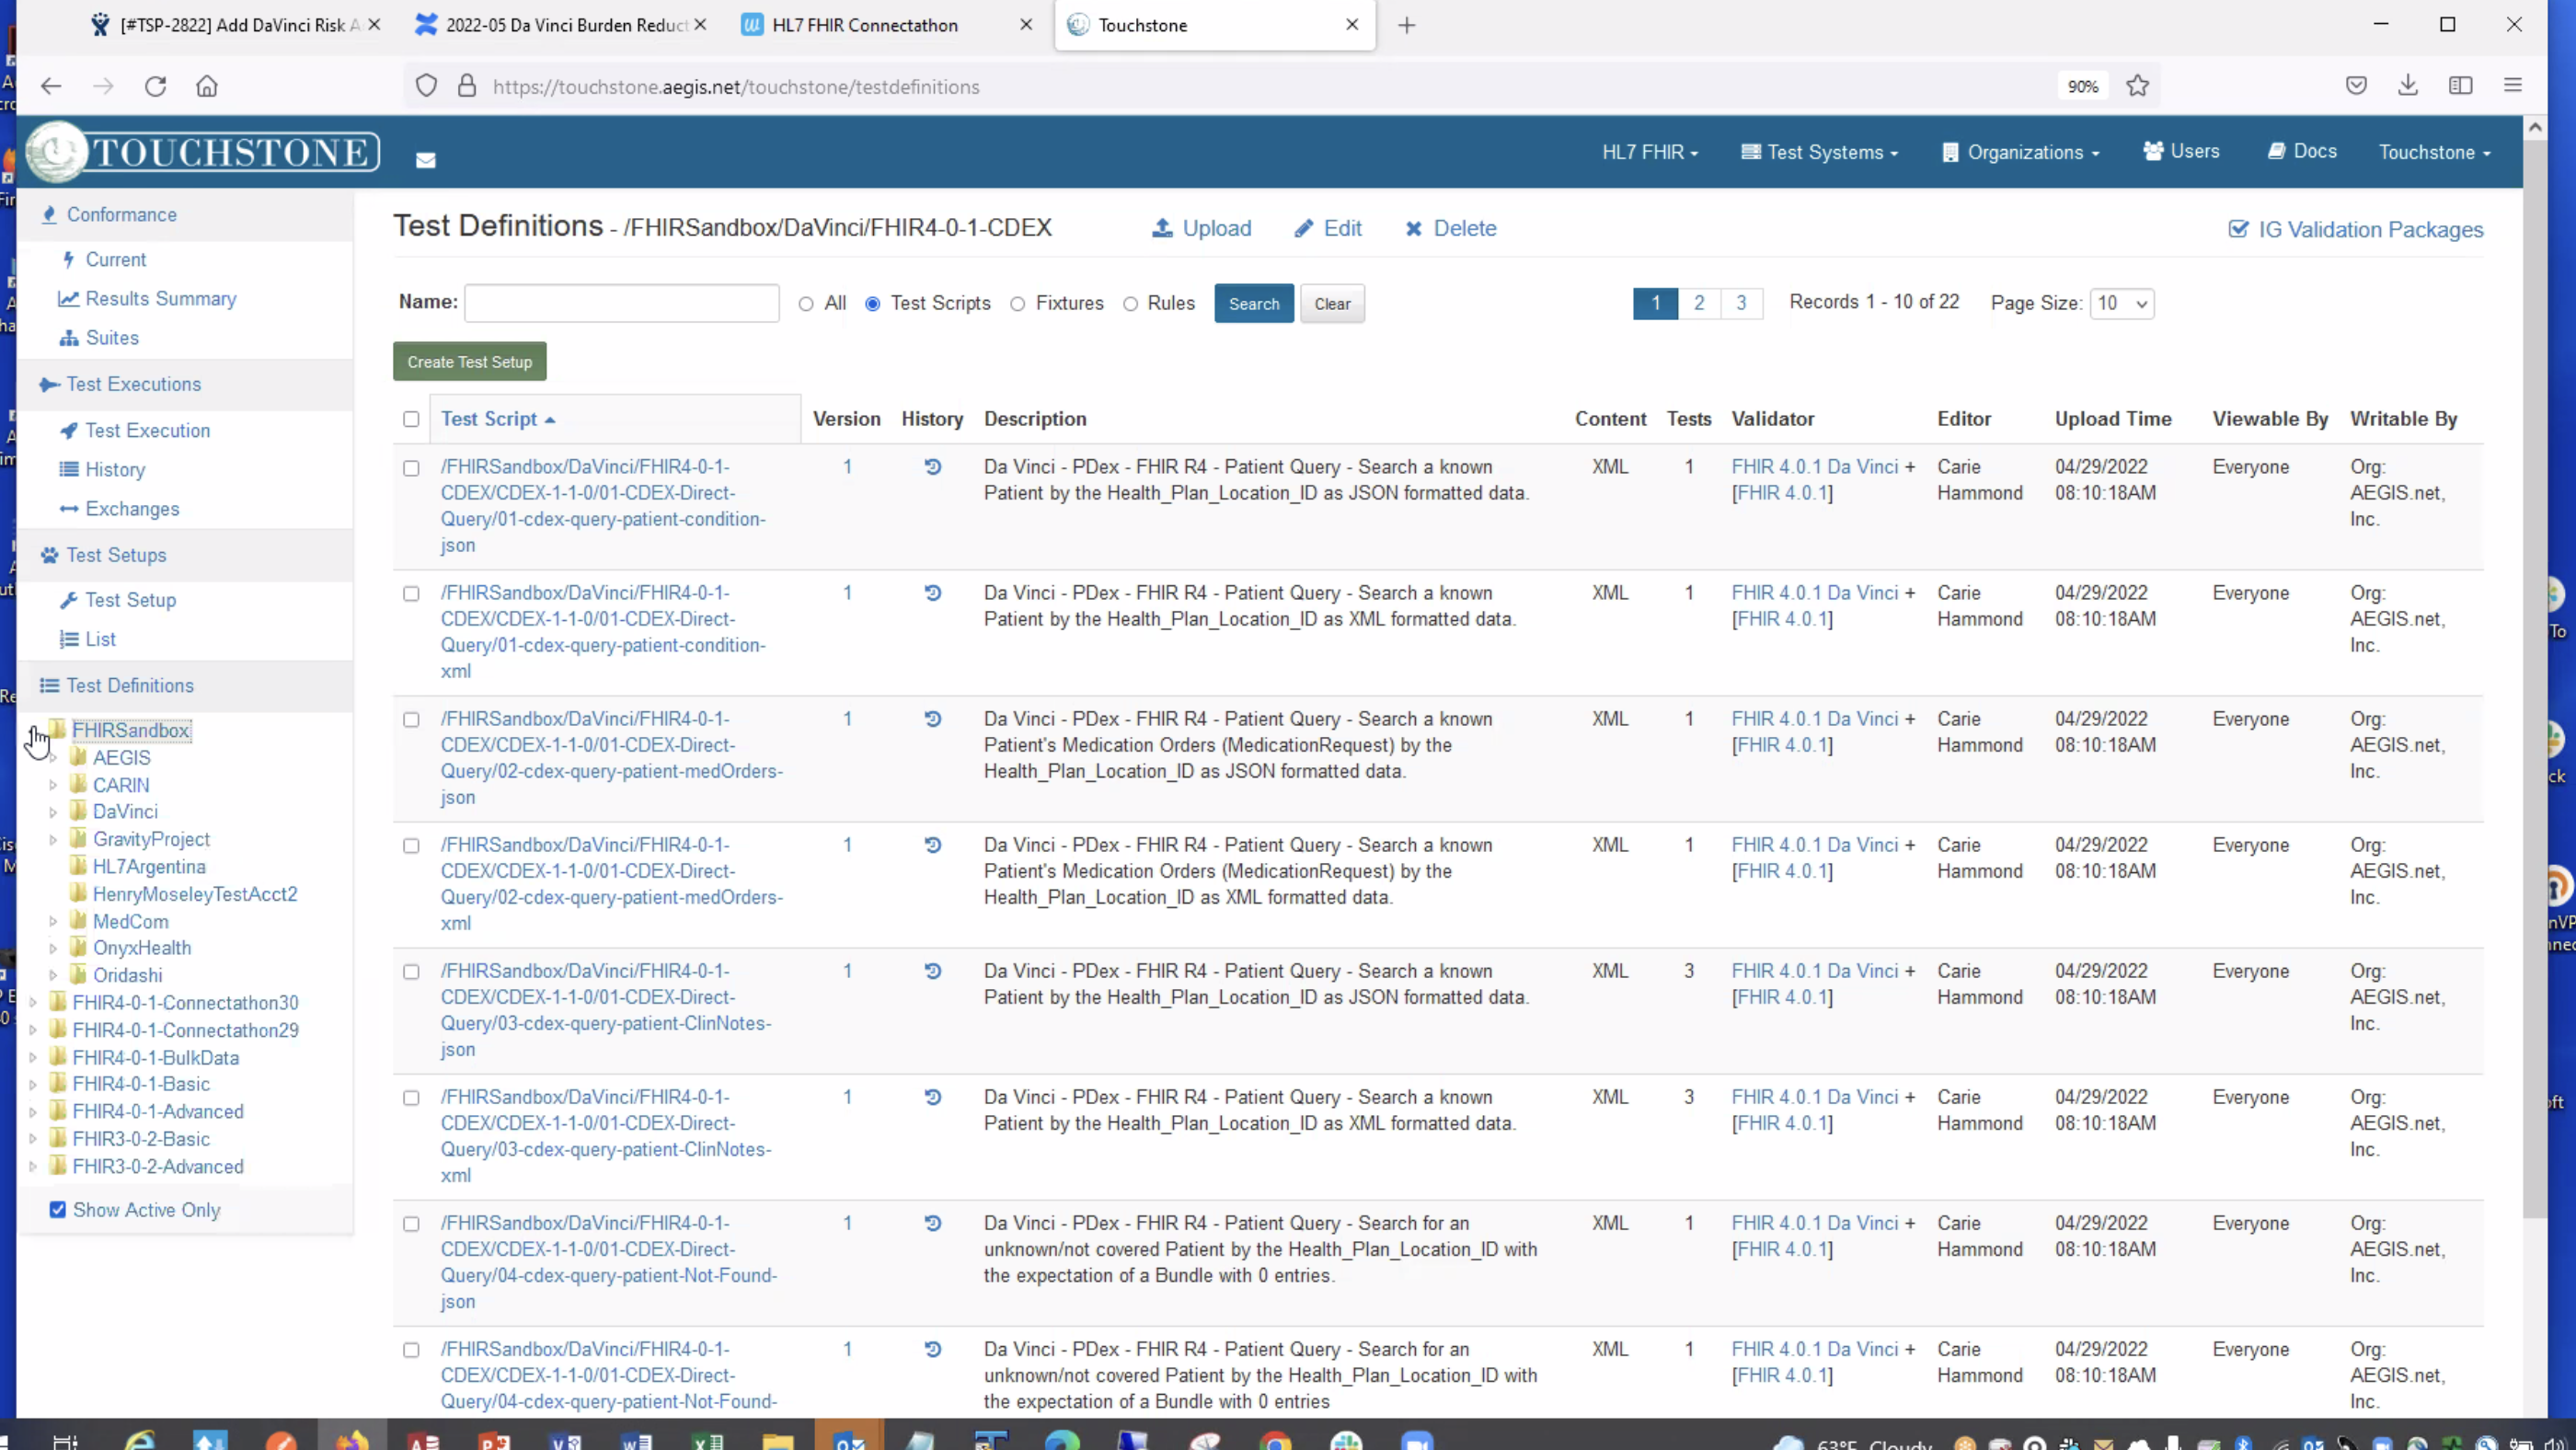 [#TSP-2822] Add DaVinci Risk A
2022-05 Da Vinci Burden Reduct
HL7 FHIR Connectathon
Touchstone
https://touchstone.aegis.net/touchstone/testdefinitions
90%
TOUCHSTONE
HL7 FHIR
Test Systems
Organizations
Users
Docs
Touchstone
Conformance
Current
Results Summary
Suites
Test Executions
Test Execution
History
Exchanges
Test Setups
Test Setup
List
Test Definitions
FHIRSandbox
AEGIS
CARIN
DaVinci
GravityProject
HL7Argentina
HenryMoseleyTestAcct2
MedCom
OnyxHealth
Oridashi
FHIR4-0-1-Connectathon30
FHIR4-0-1-Connectathon29
FHIR4-0-1-BulkData
FHIR4-0-1-Basic
FHIR4-0-1-Advanced
FHIR3-0-2-Basic
FHIR3-0-2-Advanced
Show Active Only
Test Definitions - /FHIRSandbox/DaVinci/FHIR4-0-1-CDEX
Upload
Edit
Delete
IG Validation Packages
Name:
All
Test Scripts
Fixtures
Rules
Search
Clear
1 2 3
Records 1 - 10 of 22
Page Size: 10
Create Test Setup
Test Script Version History Description Content Tests Validator Editor Upload Time Viewable By Writable By
/FHIRSandbox/DaVinci/FHIR4-0-1- 1 Da Vinci - PDex - FHIR R4 - Patient Query - Search a known XML 1 FHIR 4.0.1 Da Vinci + Carie 04/29/2022 Everyone Org:
CDEX/CDEX-1-1-0/01-CDEX-Direct- Patient by the Health_Plan_Location_ID as JSON formatted data. [FHIR 4.0.1] Hammond 08:10:18AM AEGIS.net,
Query/01-cdex-query-patient-condition- Inc.
json
/FHIRSandbox/DaVinci/FHIR4-0-1- 1 Da Vinci - PDex - FHIR R4 - Patient Query - Search a known XML 1 FHIR 4.0.1 Da Vinci + Carie 04/29/2022 Everyone Org:
CDEX/CDEX-1-1-0/01-CDEX-Direct- Patient by the Health_Plan_Location_ID as XML formatted data. [FHIR 4.0.1] Hammond 08:10:18AM AEGIS.net,
Query/01-cdex-query-patient-condition- Inc.
xml
/FHIRSandbox/DaVinci/FHIR4-0-1- 1 Da Vinci - PDex - FHIR R4 - Patient Query - Search a known XML 1 FHIR 4.0.1 Da Vinci + Carie 04/29/2022 Everyone Org:
CDEX/CDEX-1-1-0/01-CDEX-Direct- Patient's Medication Orders (MedicationRequest) by the [FHIR 4.0.1] Hammond 08:10:18AM AEGIS.net,
Query/02-cdex-query-patient-medOrders- Health_Plan_Location_ID as JSON formatted data. Inc.
json
/FHIRSandbox/DaVinci/FHIR4-0-1- 1 Da Vinci - PDex - FHIR R4 - Patient Query - Search a known XML 1 FHIR 4.0.1 Da Vinci + Carie 04/29/2022 Everyone Org:
CDEX/CDEX-1-1-0/01-CDEX-Direct- Patient's Medication Orders (MedicationRequest) by the [FHIR 4.0.1] Hammond 08:10:18AM AEGIS.net,
Query/02-cdex-query-patient-medOrders- Health_Plan_Location_ID as XML formatted data. Inc.
xml
/FHIRSandbox/DaVinci/FHIR4-0-1- 1 Da Vinci - PDex - FHIR R4 - Patient Query - Search a known XML 3 FHIR 4.0.1 Da Vinci + Carie 04/29/2022 Everyone Org:
CDEX/CDEX-1-1-0/01-CDEX-Direct- Patient by the Health_Plan_Location_ID as JSON formatted data. [FHIR 4.0.1] Hammond 08:10:18AM AEGIS.net,
Query/03-cdex-query-patient-ClinNotes- Inc.
json
/FHIRSandbox/DaVinci/FHIR4-0-1- 1 Da Vinci - PDex - FHIR R4 - Patient Query - Search a known XML 3 FHIR 4.0.1 Da Vinci + Carie 04/29/2022 Everyone Org:
CDEX/CDEX-1-1-0/01-CDEX-Direct- Patient by the Health_Plan_Location_ID as XML formatted data. [FHIR 4.0.1] Hammond 08:10:18AM AEGIS.net,
Query/03-cdex-query-patient-ClinNotes- Inc.
xml
/FHIRSandbox/DaVinci/FHIR4-0-1- 1 Da Vinci - PDex - FHIR R4 - Patient Query - Search for an XML 1 FHIR 4.0.1 Da Vinci + Carie 04/29/2022 Everyone Org:
CDEX/CDEX-1-1-0/01-CDEX-Direct- unknown/not covered Patient by the Health_Plan_Location_ID with [FHIR 4.0.1] Hammond 08:10:18AM AEGIS.net,
Query/04-cdex-query-patient-Not-Found- the expectation of a Bundle with 0 entries. Inc.
json
/FHIRSandbox/DaVinci/FHIR4-0-1- 1 Da Vinci - PDex - FHIR R4 - Patient Query - Search for an XML 1 FHIR 4.0.1 Da Vinci + Carie 04/29/2022 Everyone Org:
CDEX/CDEX-1-1-0/01-CDEX-Direct- unknown/not covered Patient by the Health_Plan_Location_ID with [FHIR 4.0.1] Hammond 08:10:18AM AEGIS.net,
Query/04-cdex-query-patient-Not-Found- the expectation of a Bundle with 0 entries Inc.
63°F Cloudy